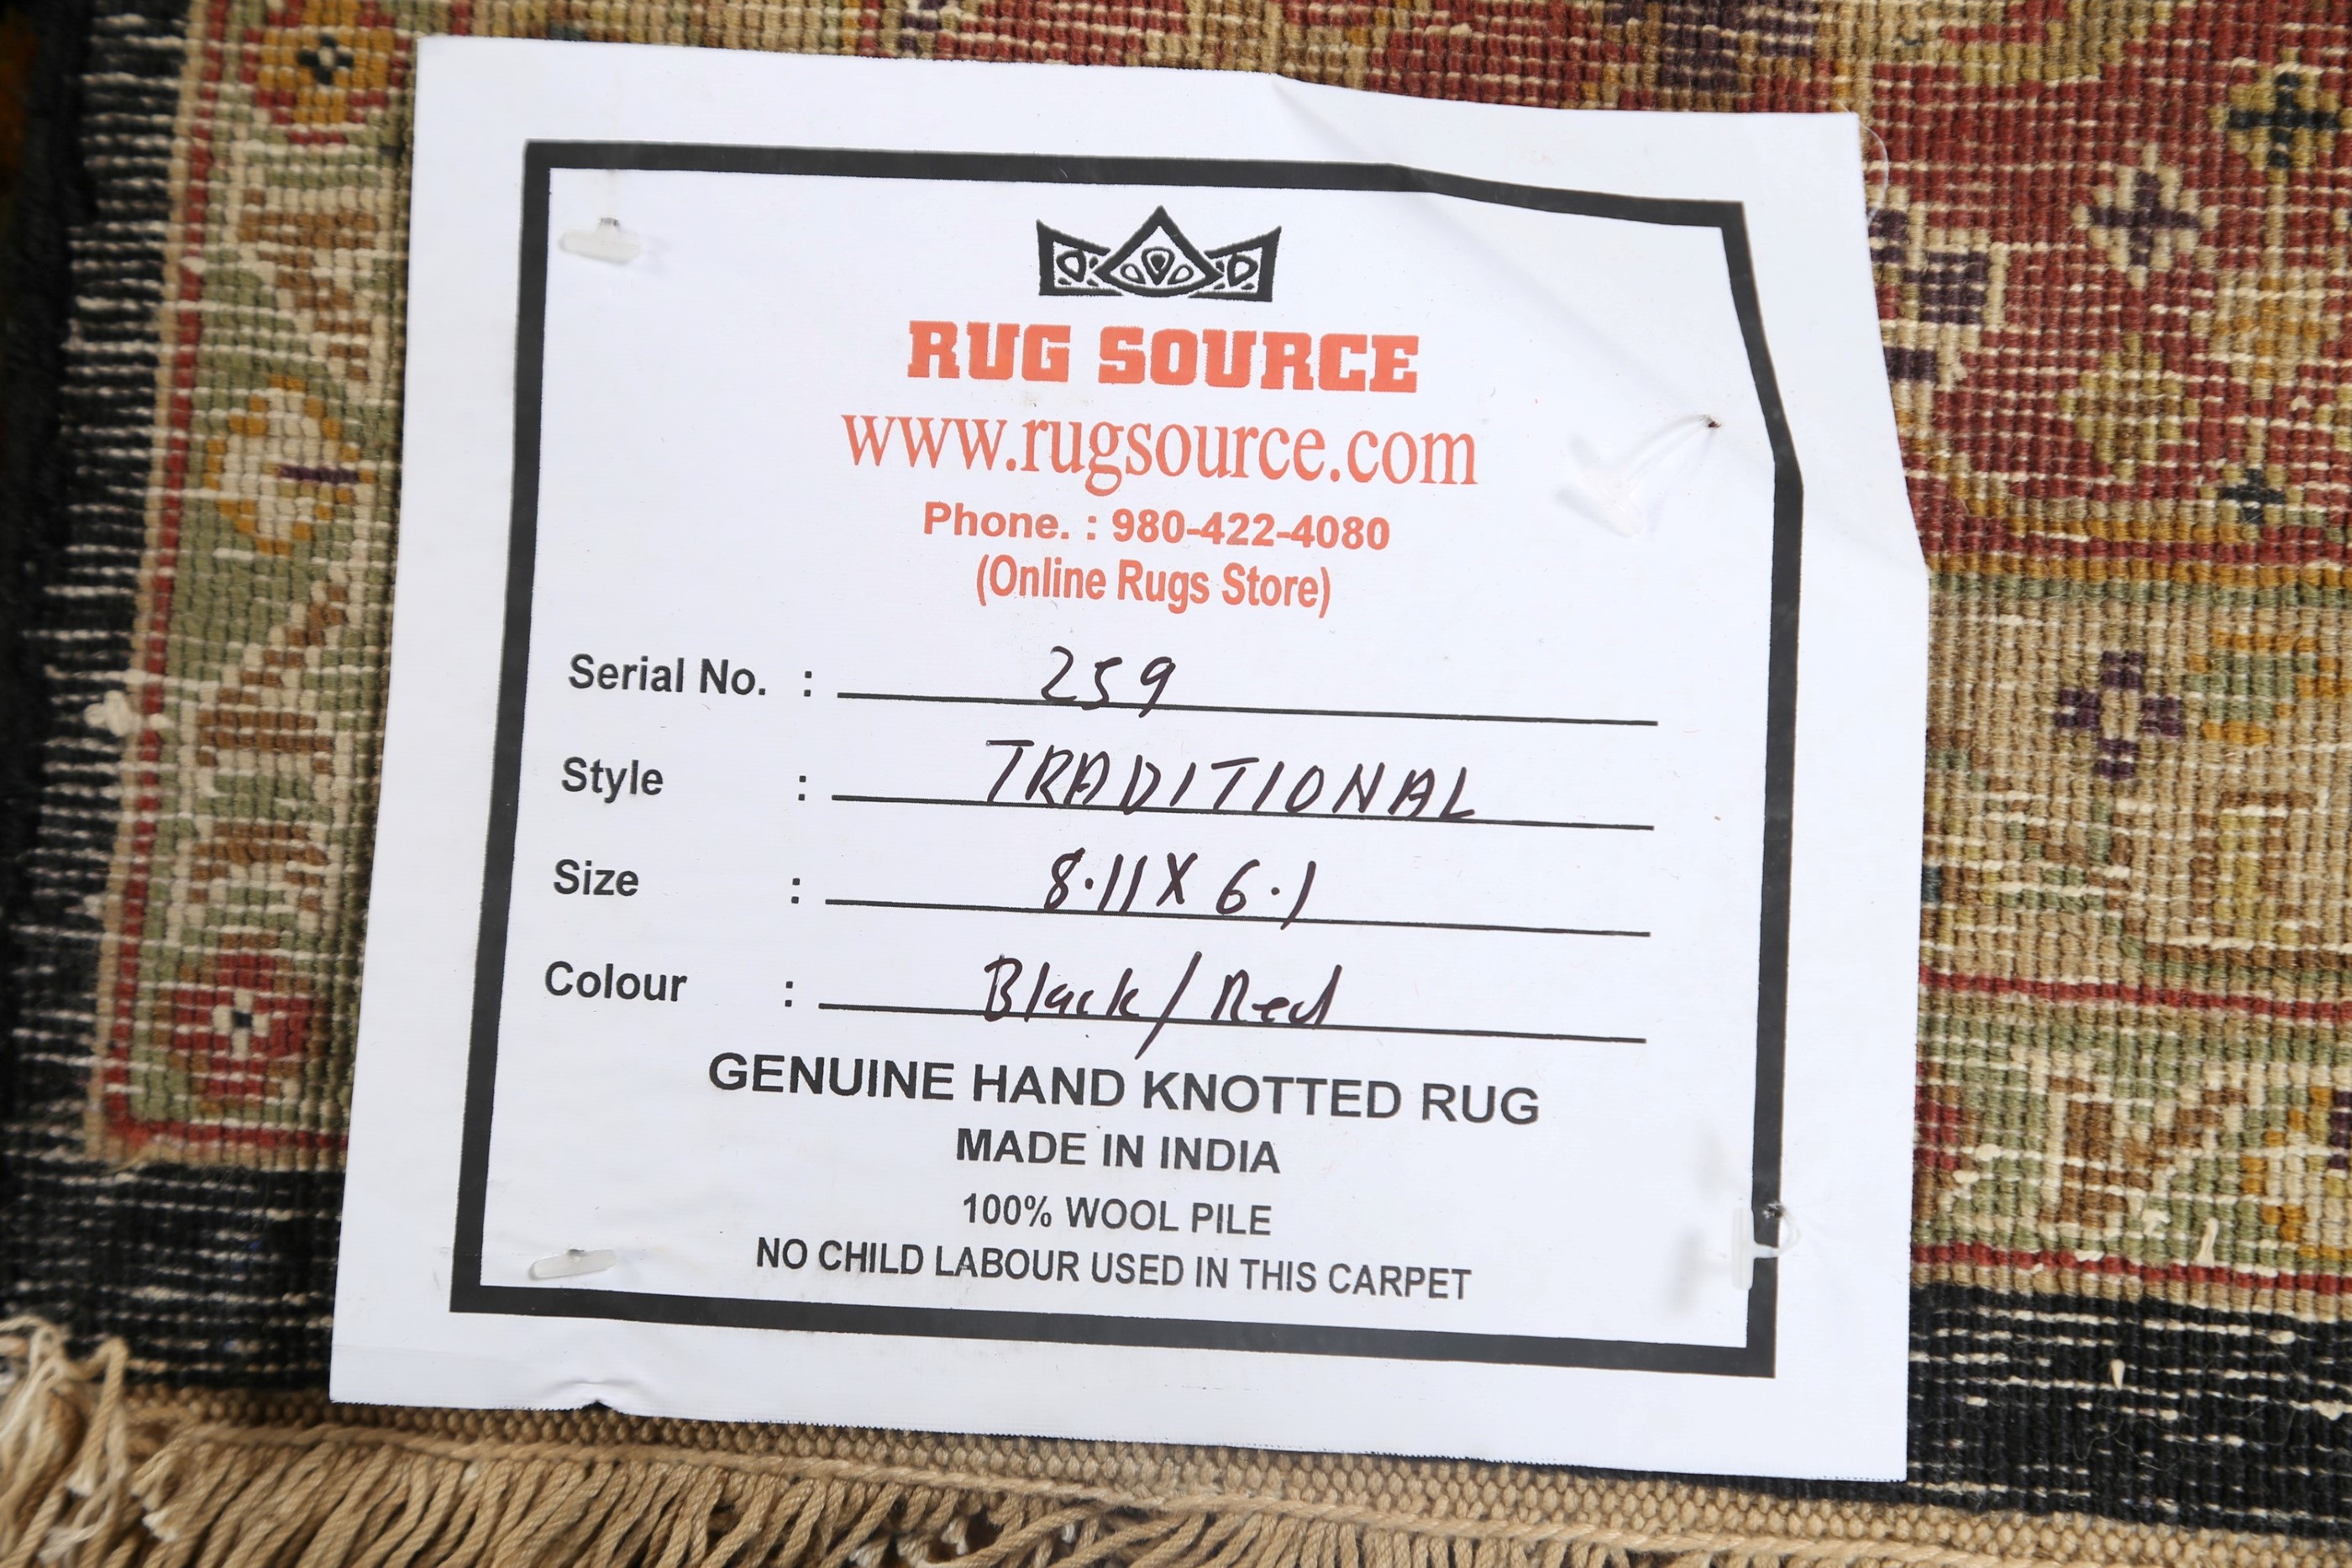 RUG SOURCE
www.rugsource.com
Phone. : 980-422-4080
(Online Rugs Store)
Serial No. : 259
Style : TRADITIONAL
Size : 8.11 X 6.1
Colour : Black/Red
GENUINE HAND KNOTTED RUG
MADE IN INDIA
100% WOOL PILE
NO CHILD LABOUR USED IN THIS CARPET